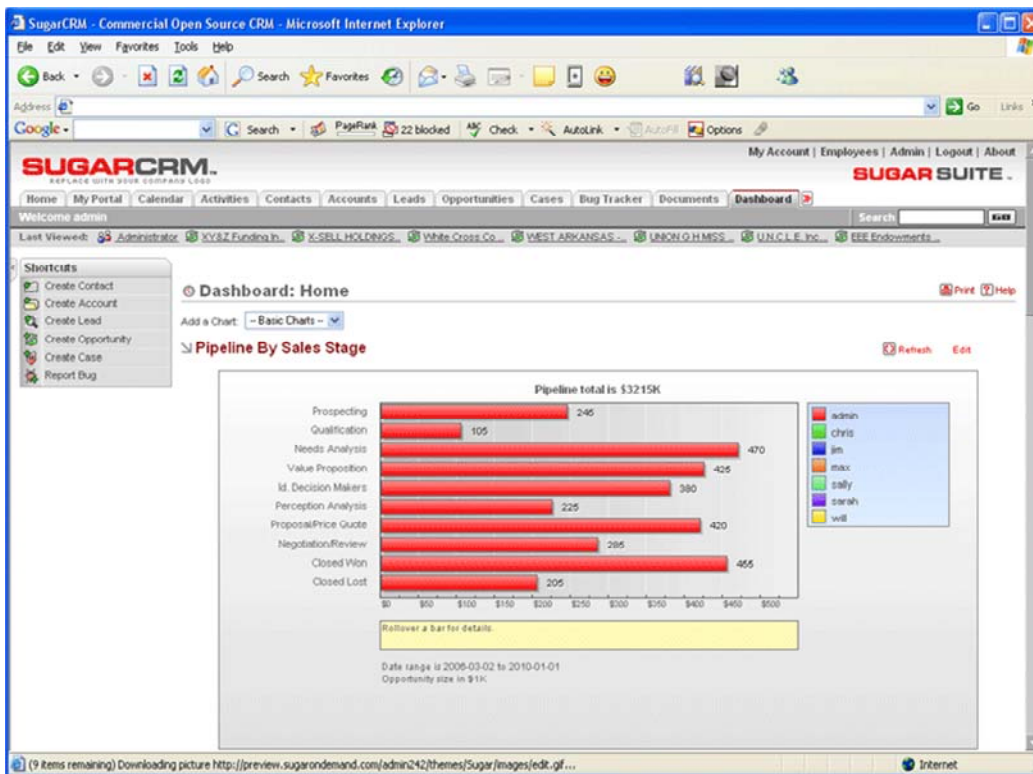 SugarCRM - Commercial Open Source CRM - Microsoft Internet Explorer
File Edit View Favorites Tools Help
Back Search Favorites
Address Go Links
Google Search PageRank 22 blocked ABC Check AutoLink AutoFill Options
My Account | Employees | Admin | Logout | About
SUGARCRM™
REPLACE WITH YOUR COMPANY LOGO
SUGAR SUITE™
Home My Portal Calendar Activities Contacts Accounts Leads Opportunities Cases Bug Tracker Documents Dashboard
Welcome admin Search GO
Last Viewed: Administrator XY&Z Funding In... X-SELL HOLDINGS... White Cross Co... WEST ARKANSAS -... UNION G H MISS... U.N.C.L.E. Inc... EEE Endowments ...
Shortcuts
Create Contact
Create Account
Create Lead
Create Opportunity
Create Case
Report Bug
Dashboard: Home Print Help
Add a Chart: -- Basic Charts --
Pipeline By Sales Stage Refresh Edit
Pipeline total is $3215K
Prospecting 245
Qualification 105
Needs Analysis 470
Value Proposition 425
Id. Decision Makers 380
Perception Analysis 225
Proposal/Price Quote 420
Negotiation/Review 285
Closed Won 455
Closed Lost 205
$0 $50 $100 $150 $200 $250 $300 $350 $400 $450 $500
admin
chris
jim
max
sally
sarah
will
Rollover a bar for details.
Date range is 2006-03-02 to 2010-01-01
Opportunity size in $1K
(9 items remaining) Downloading picture http://preview.sugarondemand.com/admin242/themes/Sugar/images/edit.gif... Internet